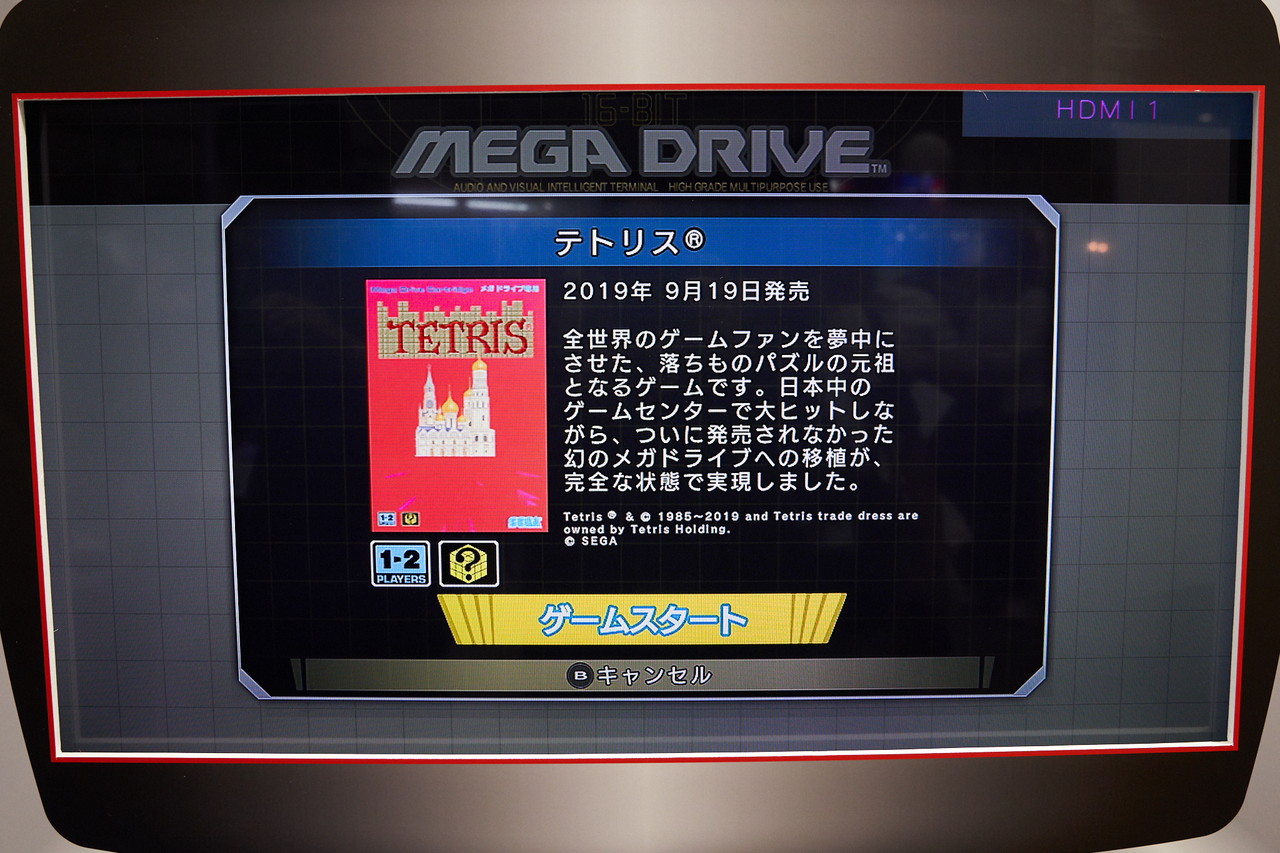 HDMI 1
16-BIT
MEGA DRIVE™
AUDIO AND VISUAL INTELLIGENT TERMINAL HIGH GRADE MULTIPURPOSE USE
テトリス®
メガドライブ専用
TETRIS
1-2
?
SEGA
2019年 9月19日発売
全世界のゲームファンを夢中に
させた、落ちものパズルの元祖
となるゲームです。日本中の
ゲームセンターで大ヒットしな
がら、ついに発売されなかった
幻のメガドライブへの移植が、
完全な状態で実現しました。
Tetris ® & © 1985~2019 and Tetris trade dress are
owned by Tetris Holding.
© SEGA
1-2
PLAYERS
?
ゲームスタート
B キャンセル